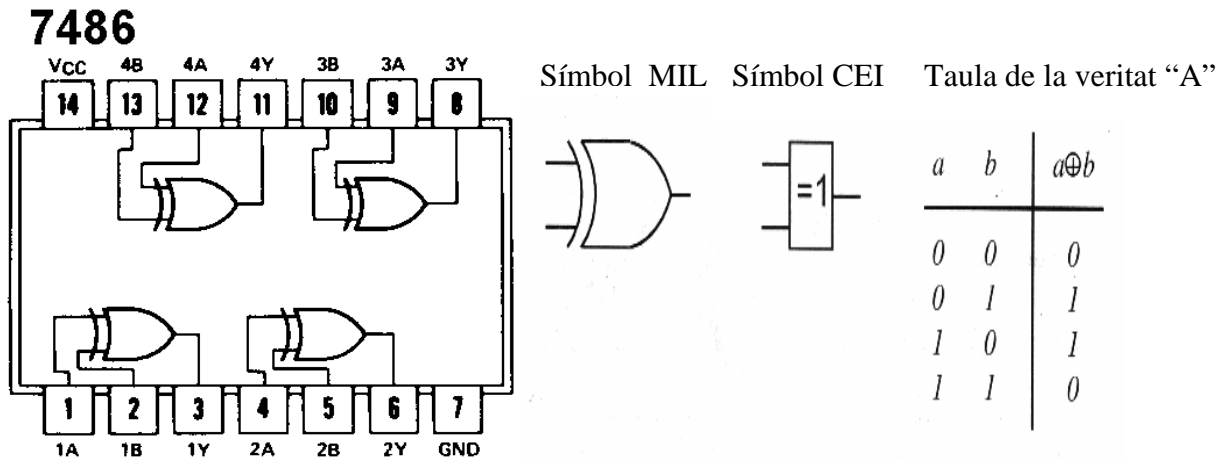 7486
VCC 4B 4A 4Y 3B 3A 3Y
14 13 12 11 10 9 8
1 2 3 4 5 6 7
1A 1B 1Y 2A 2B 2Y GND
Símbol MIL
Símbol CEI
=1
Taula de la veritat “A”
a b a⊕b
0 0 0
0 1 1
1 0 1
1 1 0